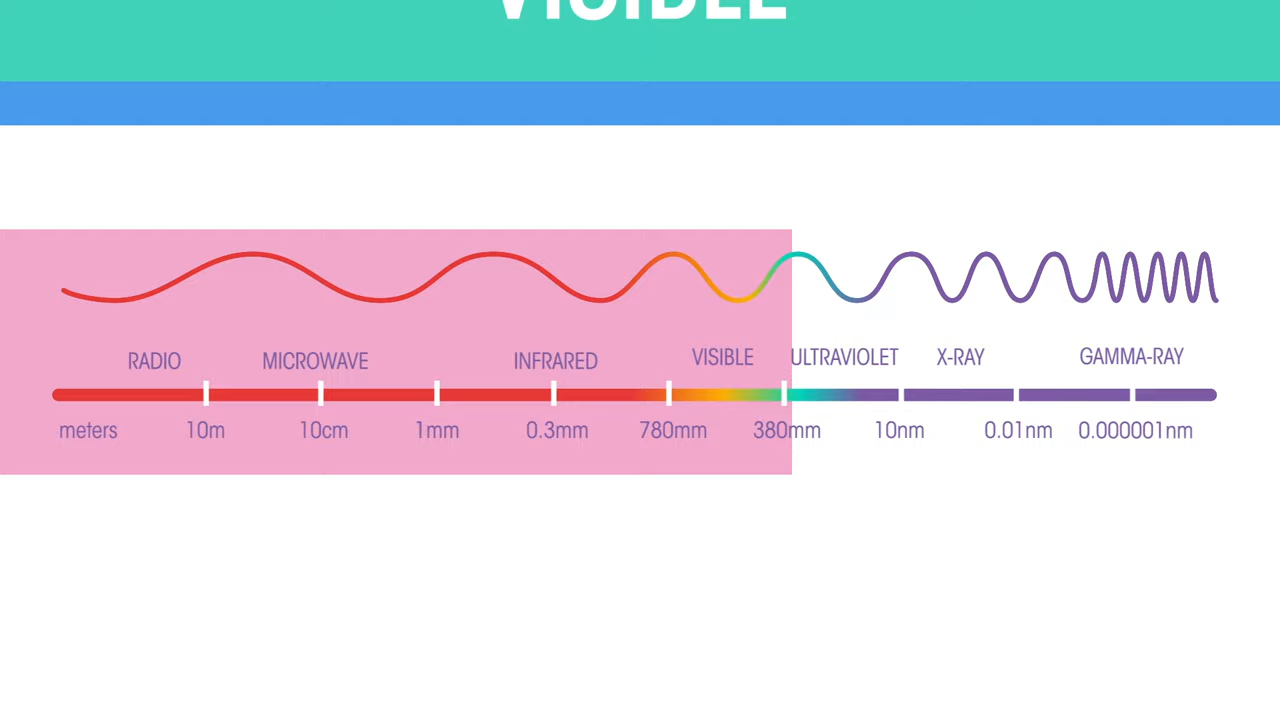 VISIBLE
RADIO MICROWAVE INFRARED VISIBLE ULTRAVIOLET X-RAY GAMMA-RAY
meters 10m 10cm 1mm 0.3mm 780mm 380mm 10nm 0.01nm 0.000001nm